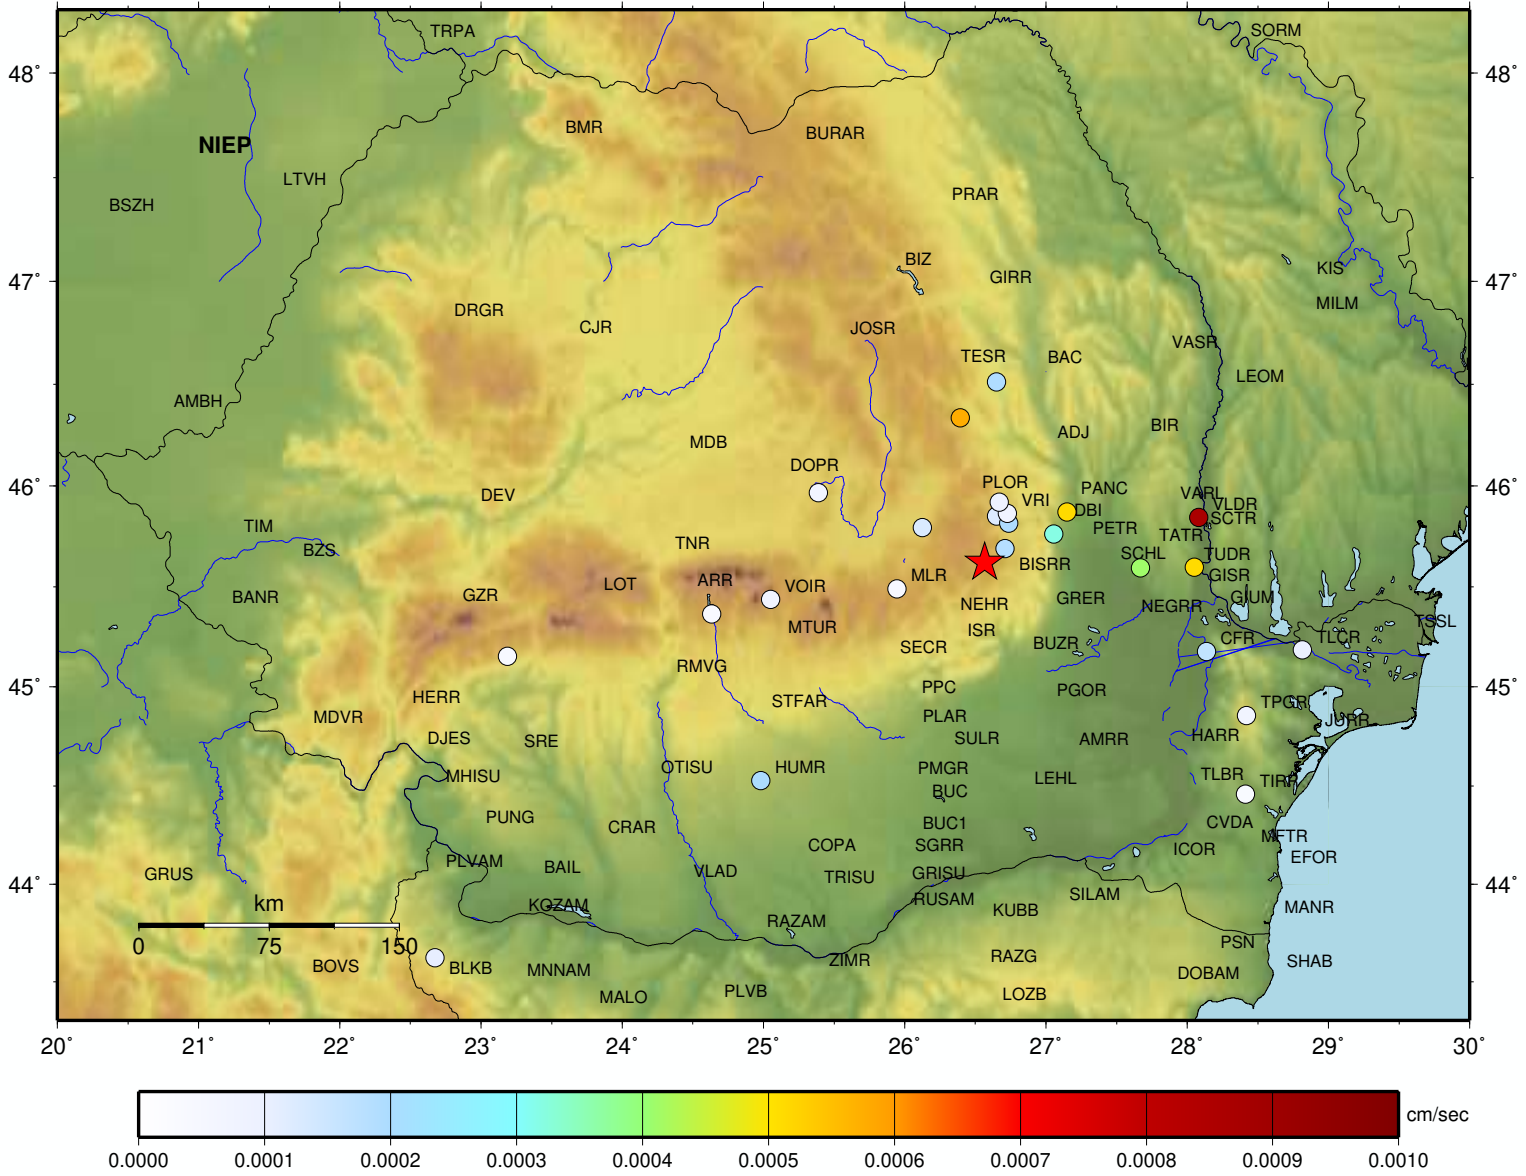 TRPA
SORM
48˚
48˚
BMR
BURAR
NIEP
LTVH
BSZH
PRAR
BIZ
KIS
GIRR
47˚
47˚
MILM
DRGR
CJR
JOSR
VASR
TESR
BAC
LEOM
AMBH
BIR
ADJ
MDB
DOPR
PLOR
PANC
46˚
46˚
DEV
VRI
VARL
VLDR
DBI
SCTR
TIM
PETR
TATR
BZS
TNR
SCHL
TUDR
BISRR
MLR
GISR
ARR
VOIR
LOT
BANR
GZR
NEHR
GRER
NEGRR
GIUM
TSSL
MTUR
ISR
CFR
TLCR
SECR
BUZR
RMVG
45˚
45˚
HERR
STFAR
PPC
PGOR
TPGR
MDVR
PLAR
JURR
DJES
SRE
SULR
AMRR
HARR
MHISU
OTISU
HUMR
PMGR
LEHL
TLBR
TIRR
BUC
PUNG
CRAR
BUC1
CVDA
MFTR
COPA
SGRR
ICOR
EFOR
PLVAM
BAIL
VLAD
TRISU
GRISU
GRUS
44˚
44˚
km
KOZAM
RAZAM
RUSAM
KUBB
SILAM
MANR
0
75
150
PSN
BOVS
BLKB
MNNAM
ZIMR
RAZG
SHAB
DOBAM
MALO
PLVB
LOZB
20˚
21˚
22˚
23˚
24˚
25˚
26˚
27˚
28˚
29˚
30˚
cm/sec
0.0000
0.0001
0.0002
0.0003
0.0004
0.0005
0.0006
0.0007
0.0008
0.0009
0.0010